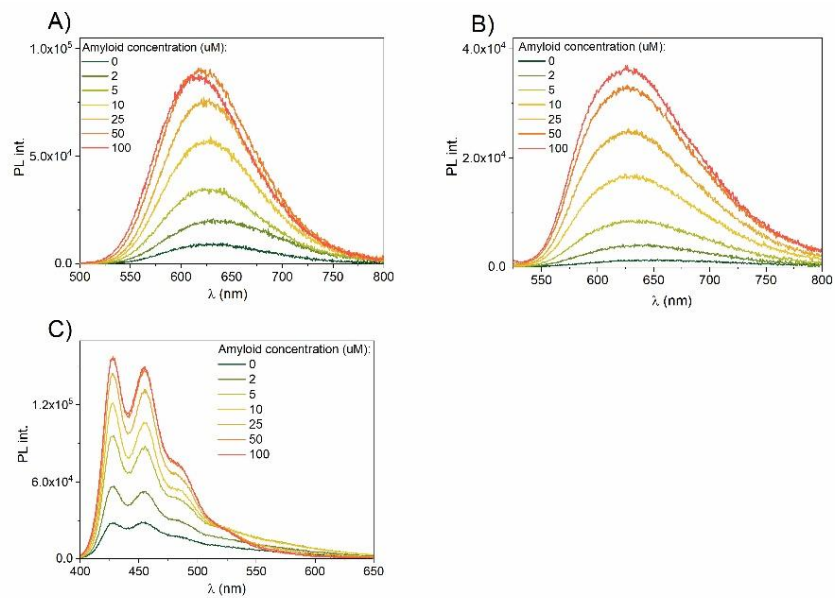 A)
Amyloid concentration (uM):
0
2
5
10
25
50
100
1.0x10⁵
5.0x10⁴
0.0
PL int.
500 550 600 650 700 750 800
λ (nm)
B)
Amyloid concentration (uM):
0
2
5
10
25
50
100
4.0x10⁴
2.0x10⁴
0.0
PL int.
550 600 650 700 750 800
λ (nm)
C)
Amyloid concentration (uM):
0
2
5
10
25
50
100
1.2x10⁵
6.0x10⁴
0.0
PL int.
400 450 500 550 600 650
λ (nm)